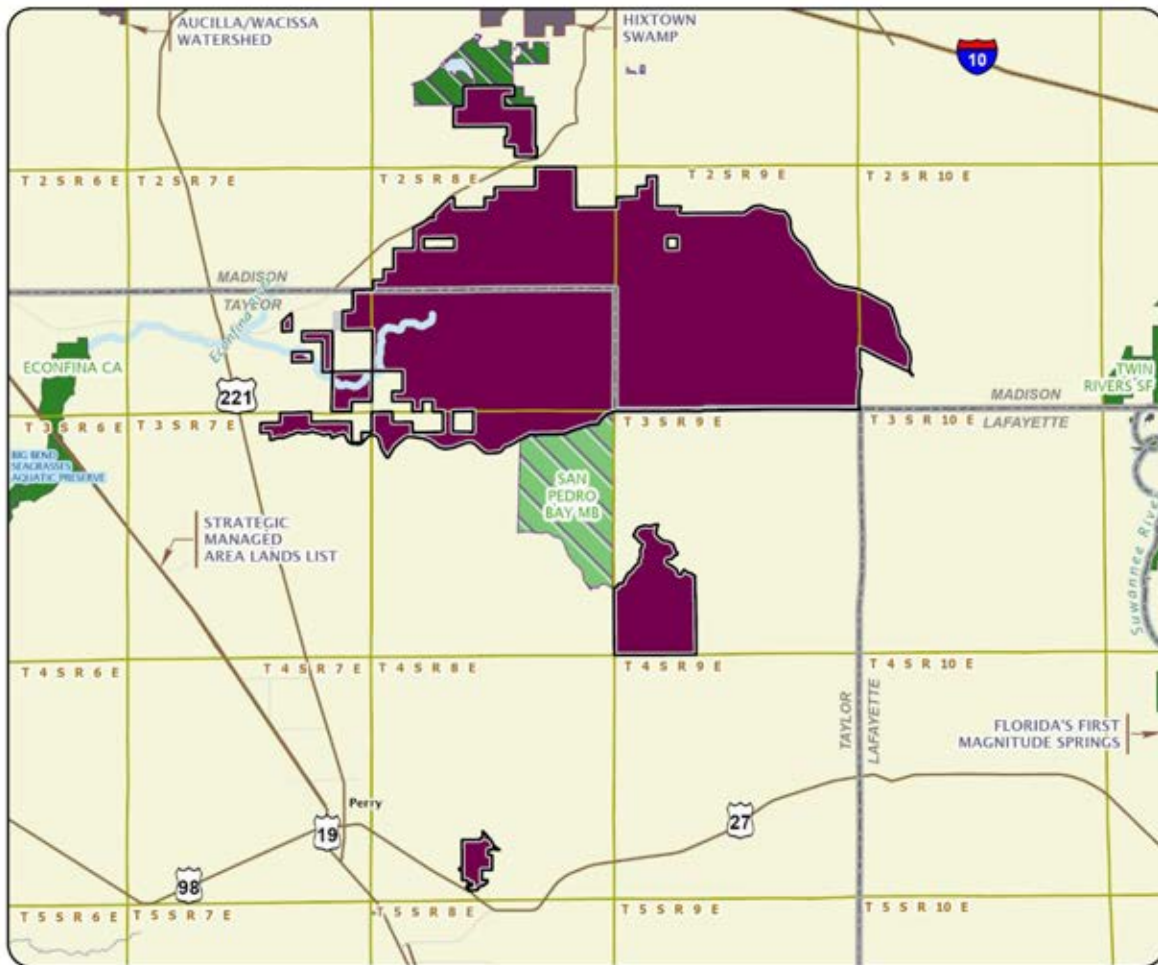 AUCILLA/WACISSA
WATERSHED
HIXTOWN
SWAMP
10
T 2 S R 6 E
T 2 S R 7 E
T 2 S R 8 E
T 2 S R 9 E
T 2 S R 10 E
MADISON
TAYLOR
Econfina River
ECONFINA CA
221
TWIN
RIVERS SF
MADISON
LAFAYETTE
T 3 S R 6 E
T 3 S R 7 E
T 3 S R 9 E
T 3 S R 10 E
BIG BEND
SEAGRASSES
AQUATIC PRESERVE
SAN
PEDRO
BAY MB
STRATEGIC
MANAGED
AREA LANDS LIST
Suwannee River
T 4 S R 6 E
T 4 S R 7 E
T 4 S R 8 E
T 4 S R 9 E
T 4 S R 10 E
TAYLOR
LAFAYETTE
FLORIDA'S FIRST
MAGNITUDE SPRINGS
Perry
19
27
98
T 5 S R 6 E
T 5 S R 7 E
T 5 S R 8 E
T 5 S R 9 E
T 5 S R 10 E